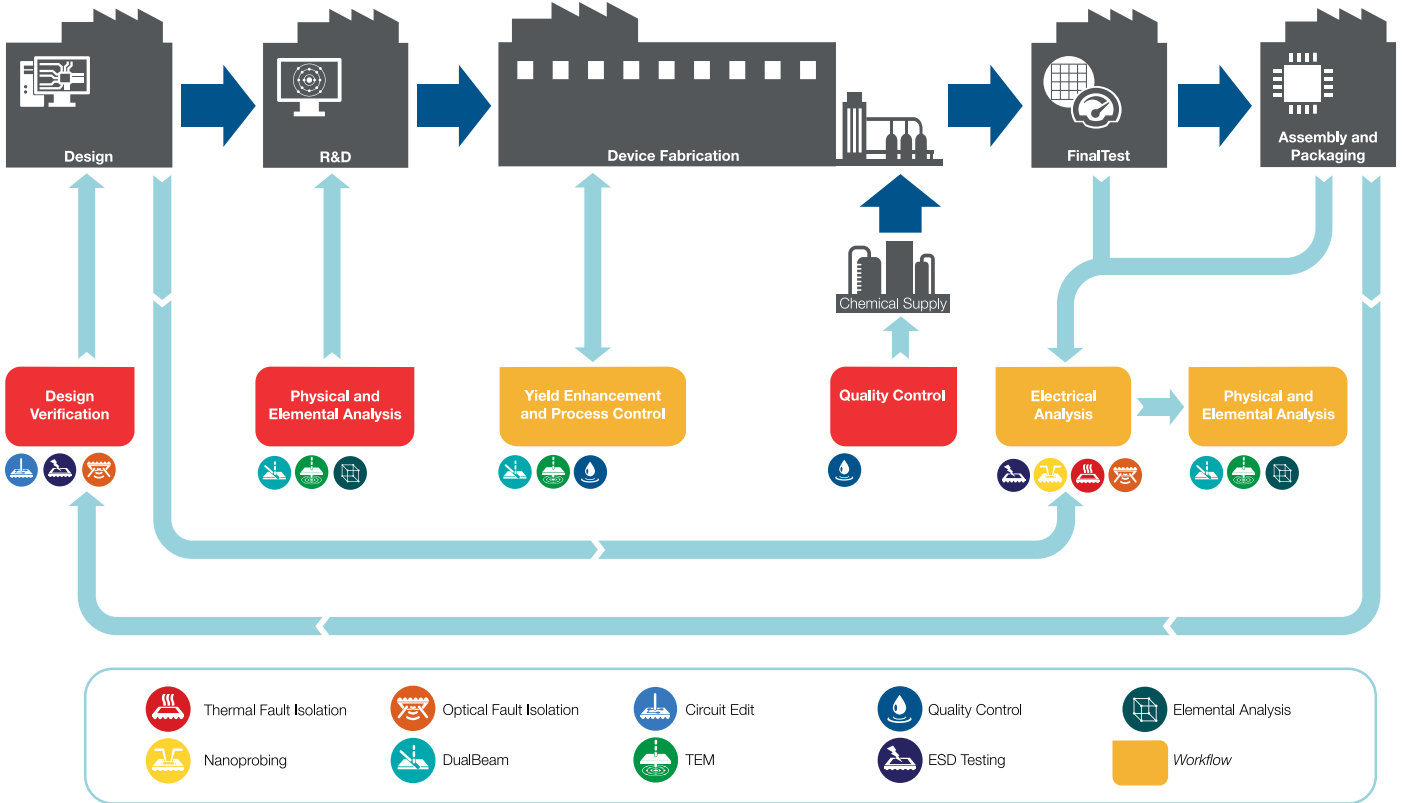 Design
R&D
Device Fabrication
FinalTest
Assembly and
Packaging
Chemical Supply
Design
Verification
Physical and
Elemental Analysis
Yield Enhancement
and Process Control
Quality Control
Electrical
Analysis
Physical and
Elemental Analysis
Thermal Fault Isolation
Optical Fault Isolation
Circuit Edit
Quality Control
Elemental Analysis
Nanoprobing
DualBeam
TEM
ESD Testing
Workflow